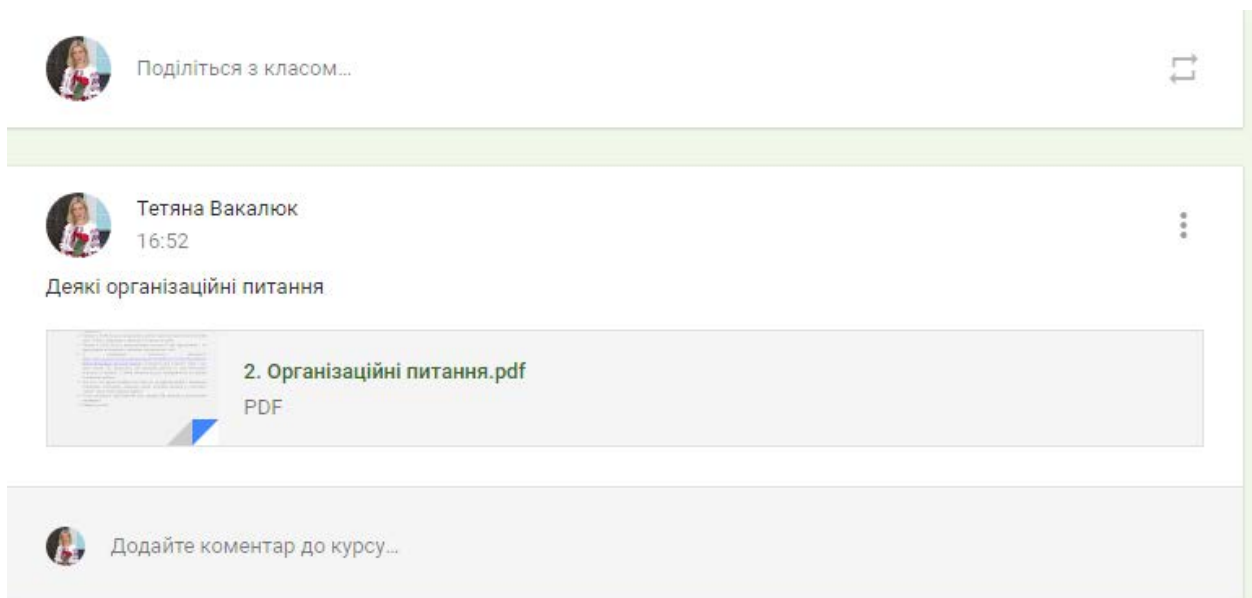 Поділіться з класом...
Тетяна Вакалюк
16:52
Деякі організаційні питання
2. Організаційні питання.pdf
PDF
Додайте коментар до курсу...